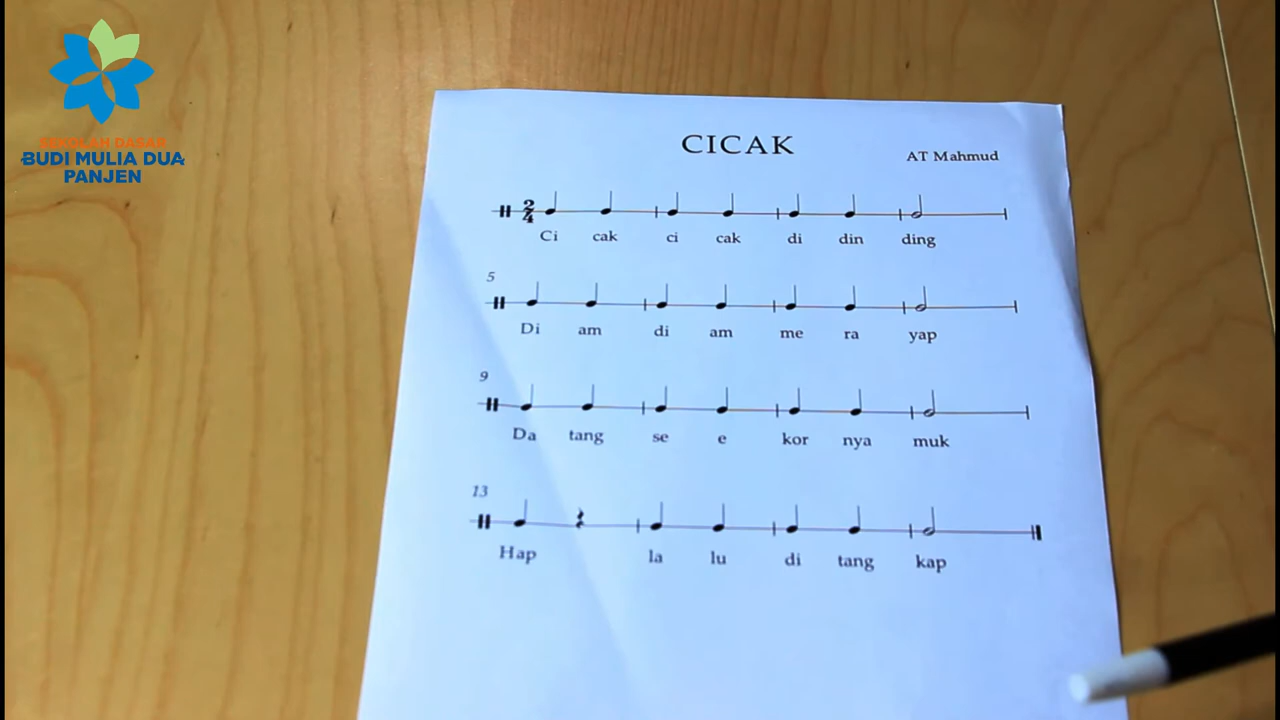 SEKOLAH DASAR
BUDI MULIA DUA
PANJEN
CICAK
AT Mahmud
2
4
Ci cak ci cak di din ding
5
Di am di am me ra yap
9
Da tang se e kor nya muk
13
Hap la lu di tang kap